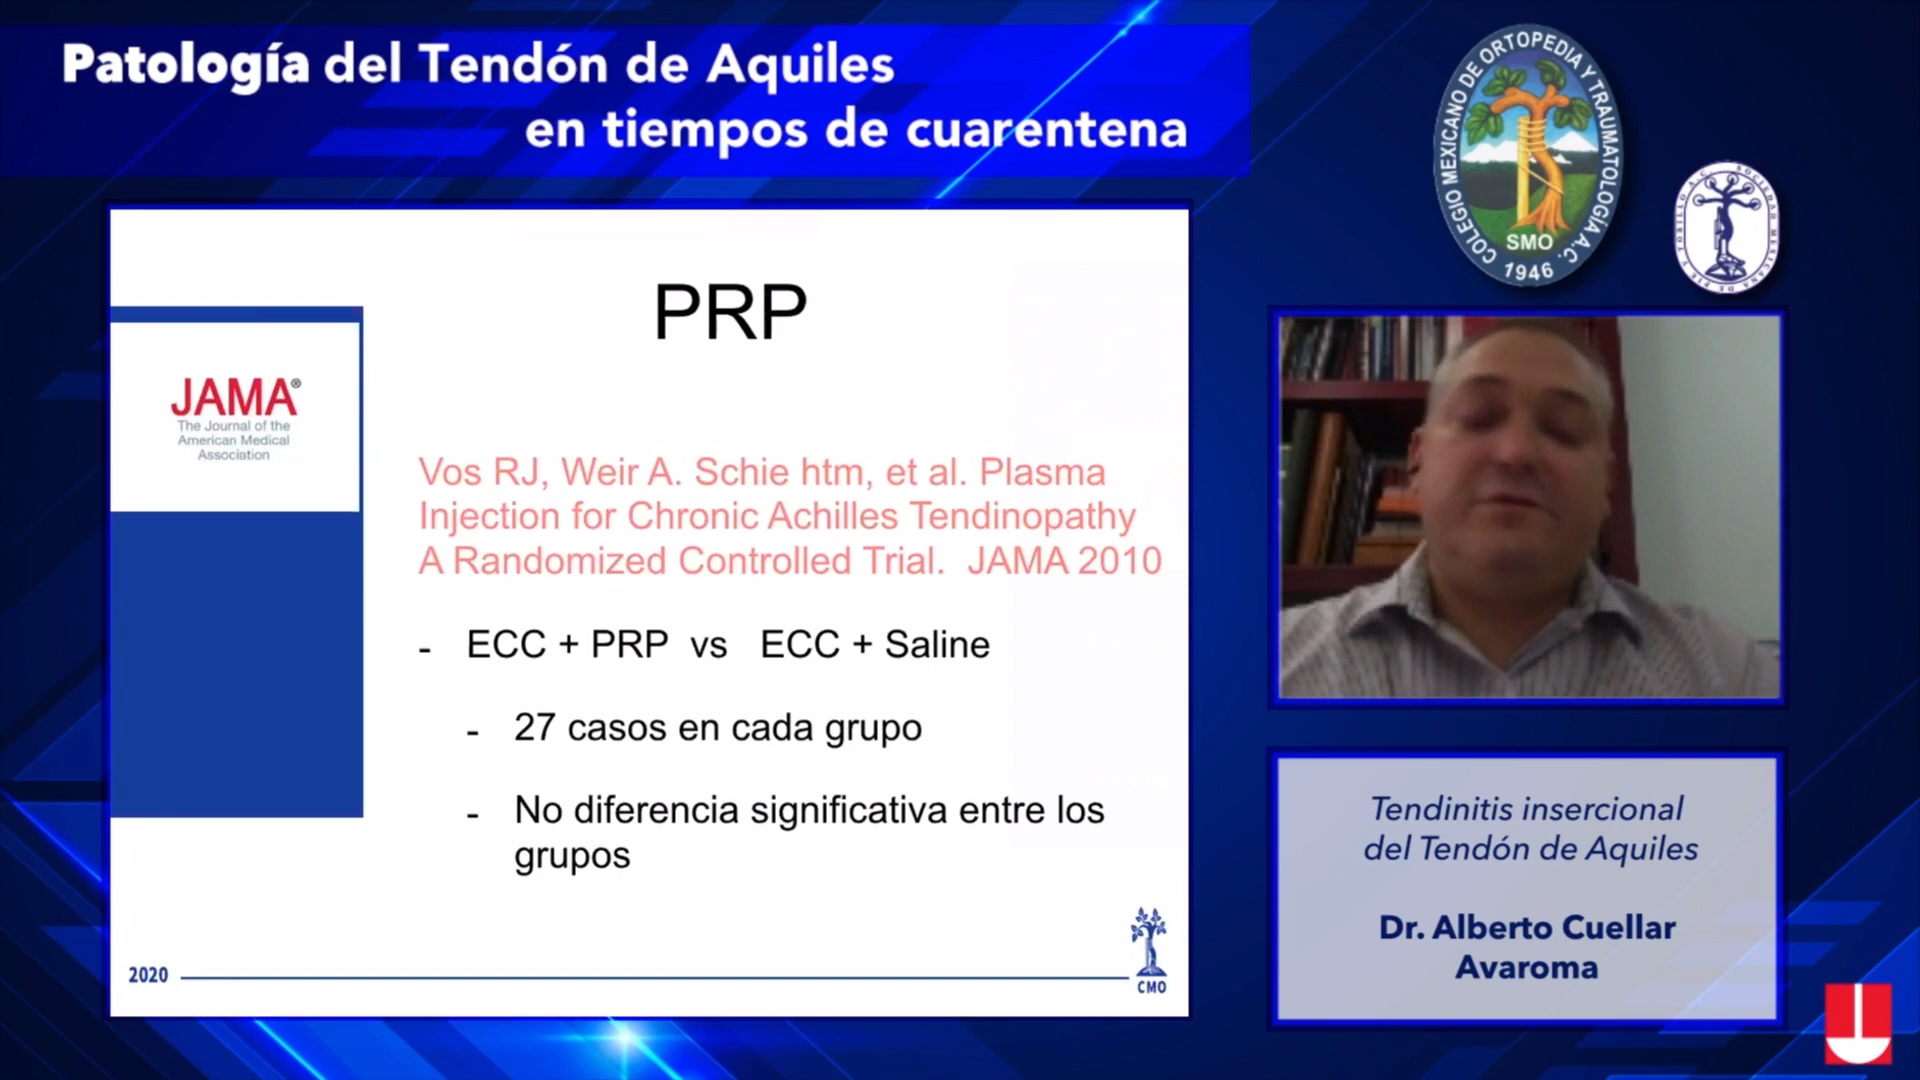 Patología del Tendón de Aquiles
en tiempos de cuarentena
COLEGIO MEXICANO DE ORTOPEDIA Y TRAUMATOLOGÍA A.C.
SMO
1946
PRP
JAMA®
The Journal of the
American Medical
Association
Vos RJ, Weir A. Schie htm, et al. Plasma
Injection for Chronic Achilles Tendinopathy
A Randomized Controlled Trial. JAMA 2010
- ECC + PRP vs ECC + Saline
- 27 casos en cada grupo
- No diferencia significativa entre los
grupos
2020
CMO
Tendinitis insercional
del Tendón de Aquiles
Dr. Alberto Cuellar
Avaroma